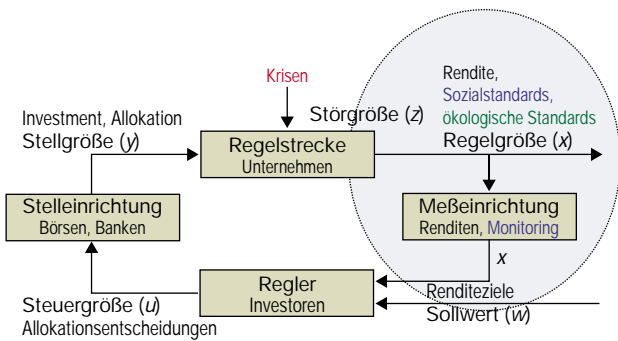 Krisen
Rendite,
Sozialstandards,
ökologische Standards
Regelgröße (x)
Störgröße (z)
Investment, Allokation
Stellgröße (y)
Regelstrecke
Unternehmen
Stelleinrichtung
Börsen, Banken
Meßeinrichtung
Renditen, Monitoring
x
Regler
Investoren
Renditeziele
Sollwert (w)
Steuergröße (u)
Allokationsentscheidungen